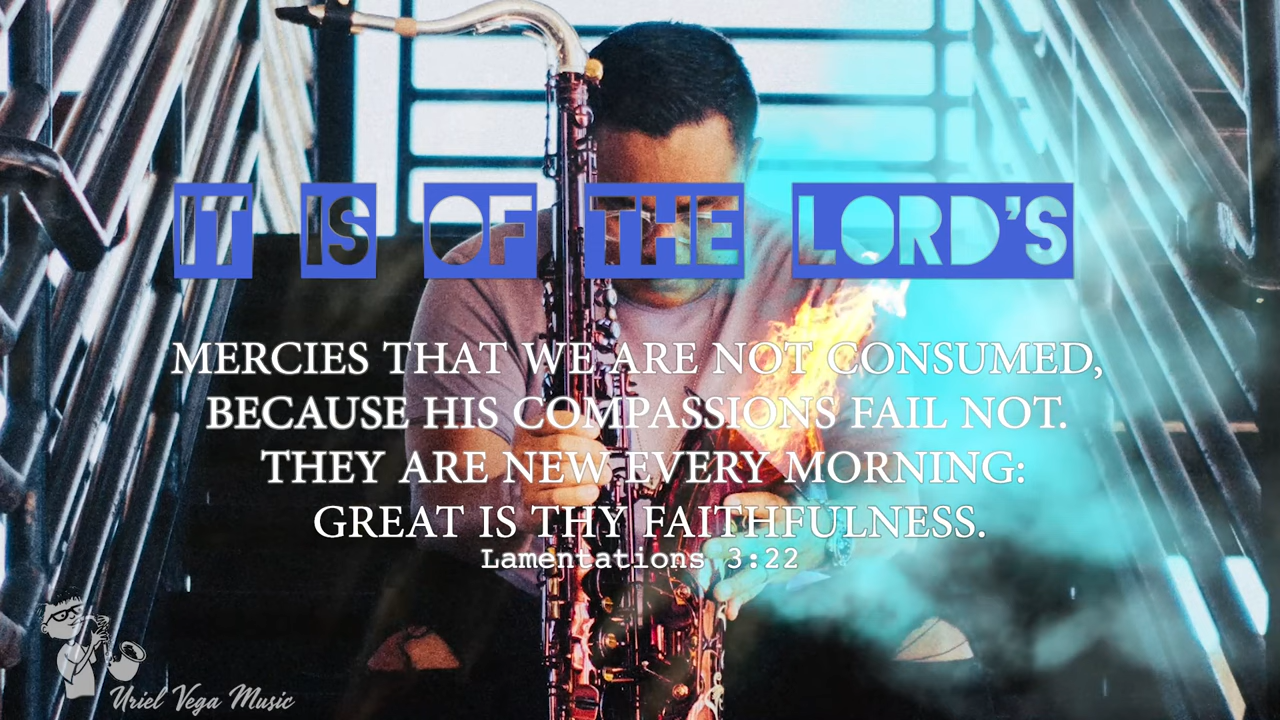 IT IS OF THE LORD'S
MERCIES THAT WE ARE NOT CONSUMED,
BECAUSE HIS COMPASSIONS FAIL NOT.
THEY ARE NEW EVERY MORNING:
GREAT IS THY FAITHFULNESS.
Lamentations 3:22
Uriel Vega Music